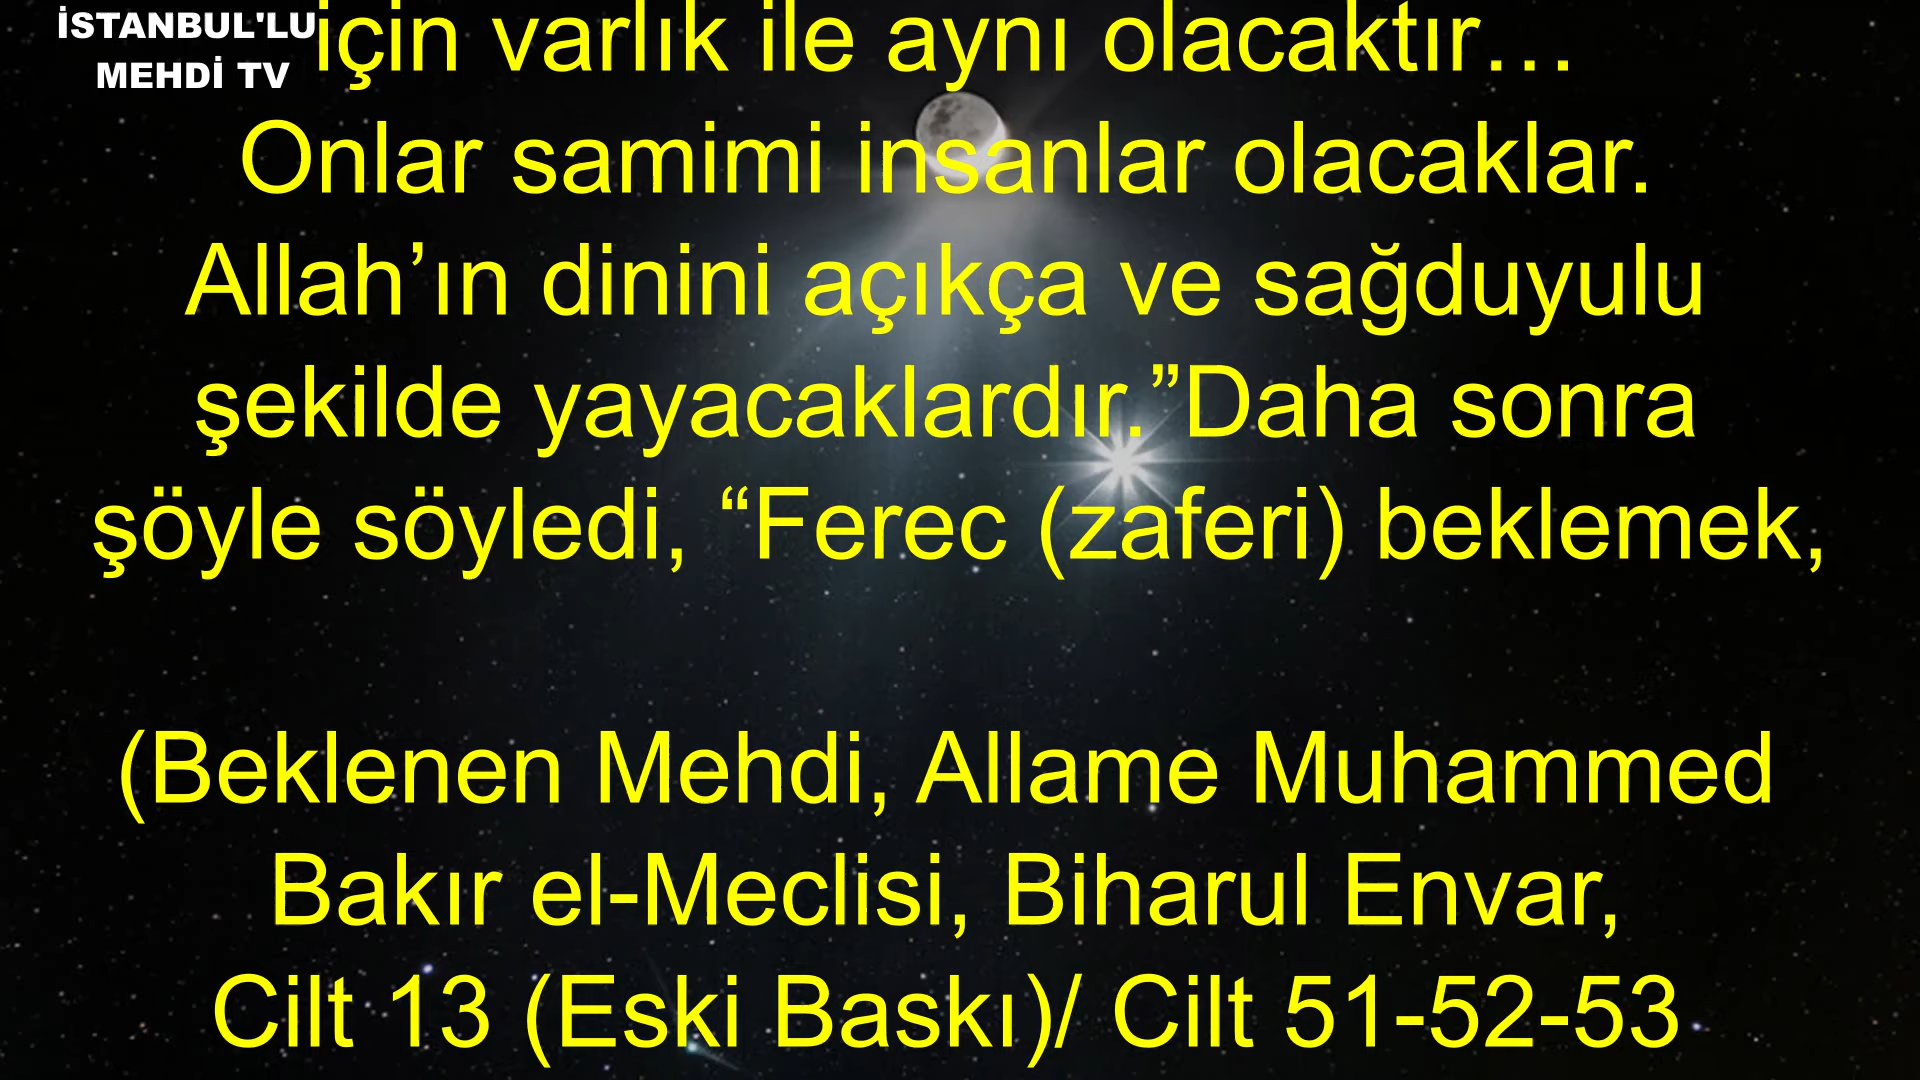 İSTANBUL'LU
MEHDİ TV
için varlık ile aynı olacaktır…
Onlar samimi insanlar olacaklar.
Allah’ın dinini açıkça ve sağduyulu
şekilde yayacaklardır.”Daha sonra
şöyle söyledi, “Ferec (zaferi) beklemek,
(Beklenen Mehdi, Allame Muhammed
Bakır el-Meclisi, Biharul Envar,
Cilt 13 (Eski Baskı)/ Cilt 51-52-53